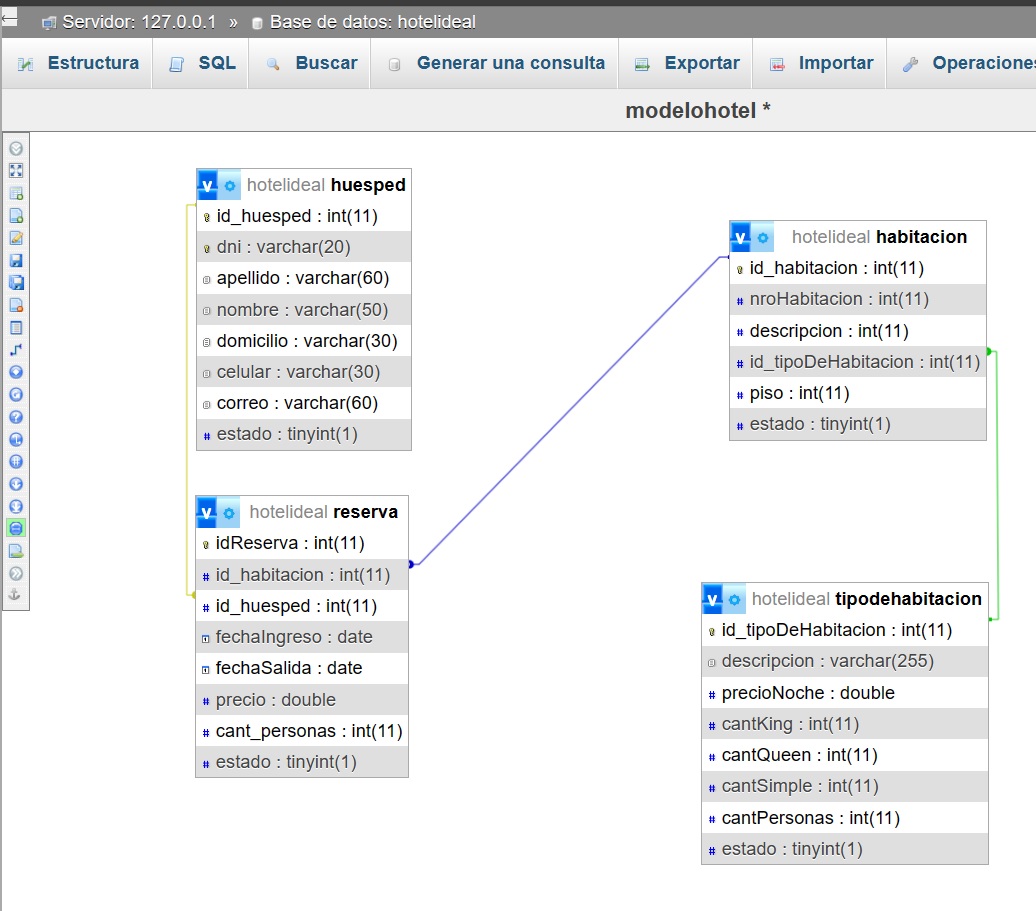 Servidor: 127.0.0.1 » Base de datos: hotelideal
Estructura SQL Buscar Generar una consulta Exportar Importar Operaciones
modelohotel *
v hotelideal huesped
id_huesped : int(11)
dni : varchar(20)
apellido : varchar(60)
nombre : varchar(50)
domicilio : varchar(30)
celular : varchar(30)
correo : varchar(60)
# estado : tinyint(1)
v hotelideal habitacion
id_habitacion : int(11)
# nroHabitacion : int(11)
# descripcion : int(11)
# id_tipoDeHabitacion : int(11)
# piso : int(11)
# estado : tinyint(1)
v hotelideal reserva
idReserva : int(11)
# id_habitacion : int(11)
# id_huesped : int(11)
fechaIngreso : date
fechaSalida : date
# precio : double
# cant_personas : int(11)
# estado : tinyint(1)
v hotelideal tipodehabitacion
id_tipoDeHabitacion : int(11)
descripcion : varchar(255)
# precioNoche : double
# cantKing : int(11)
# cantQueen : int(11)
# cantSimple : int(11)
# cantPersonas : int(11)
# estado : tinyint(1)